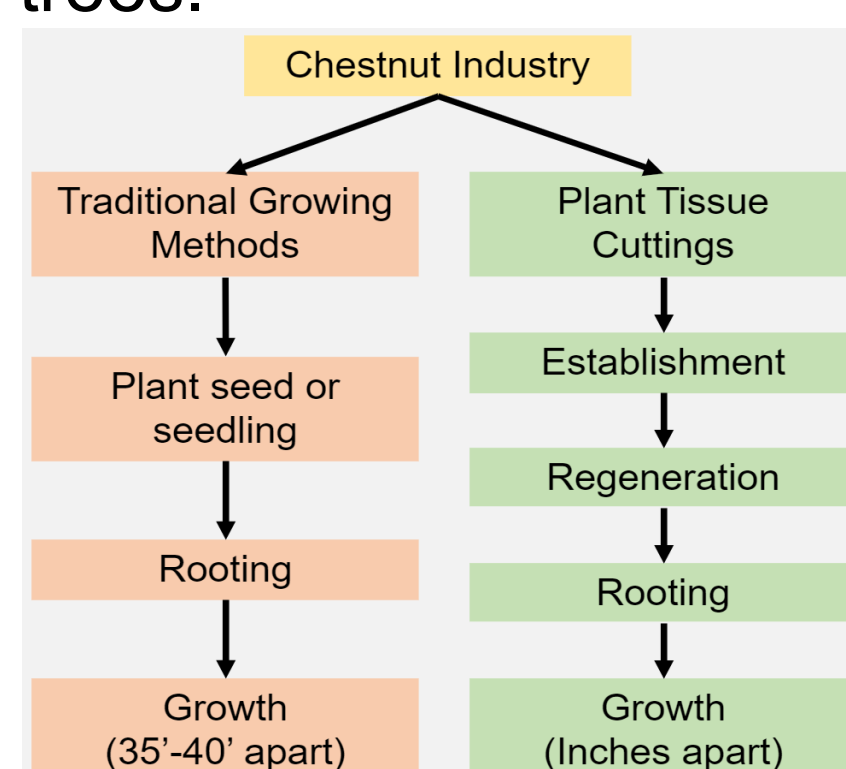 trees.
Chestnut Industry
Traditional Growing
Methods
Plant Tissue
Cuttings
Plant seed or
seedling
Establishment
Regeneration
Rooting
Rooting
Growth
(35’-40’ apart)
Growth
(Inches apart)